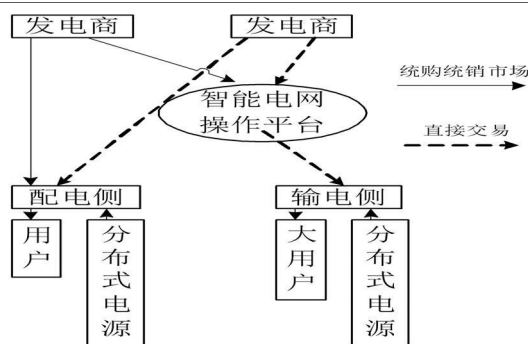 发电商
发电商
统购统销市场
智能电网
操作平台
直接交易
配电侧
输电侧
用户
分布式电源
大用户
分布式电源